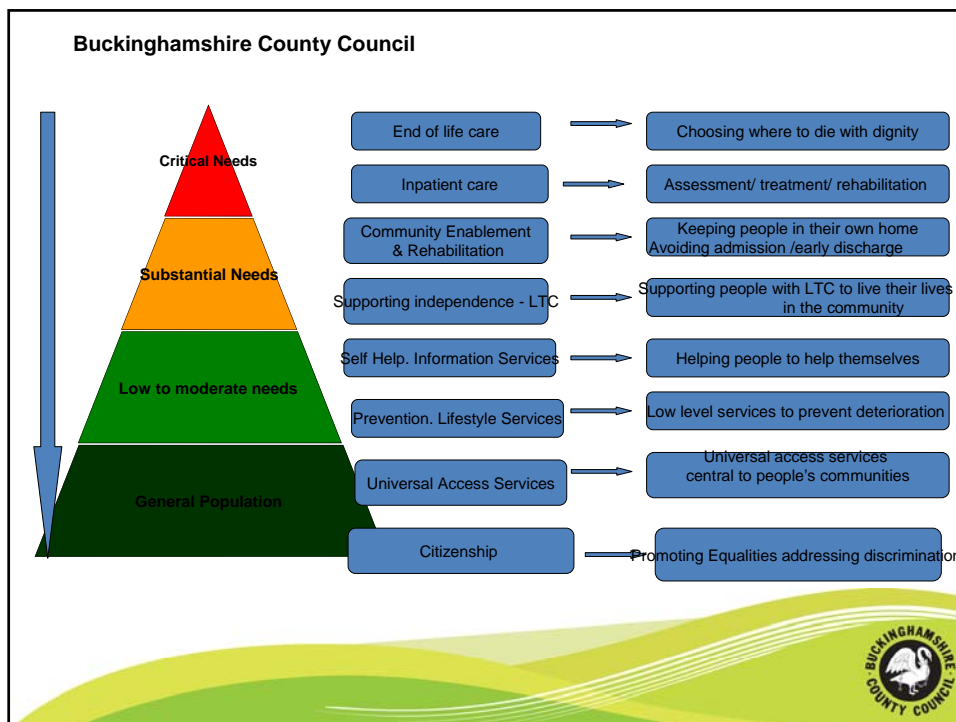 Buckinghamshire County Council
Critical Needs
Substantial Needs
Low to moderate needs
General Population
End of life care
Choosing where to die with dignity
Inpatient care
Assessment/ treatment/ rehabilitation
Community Enablement
& Rehabilitation
Keeping people in their own home
Avoiding admission /early discharge
Supporting independence - LTC
Supporting people with LTC to live their lives
in the community
Self Help. Information Services
Helping people to help themselves
Prevention. Lifestyle Services
Low level services to prevent deterioration
Universal Access Services
Universal access services
central to people's communities
Citizenship
Promoting Equalities addressing discrimination
BUCKINGHAMSHIRE
COUNTY COUNCIL